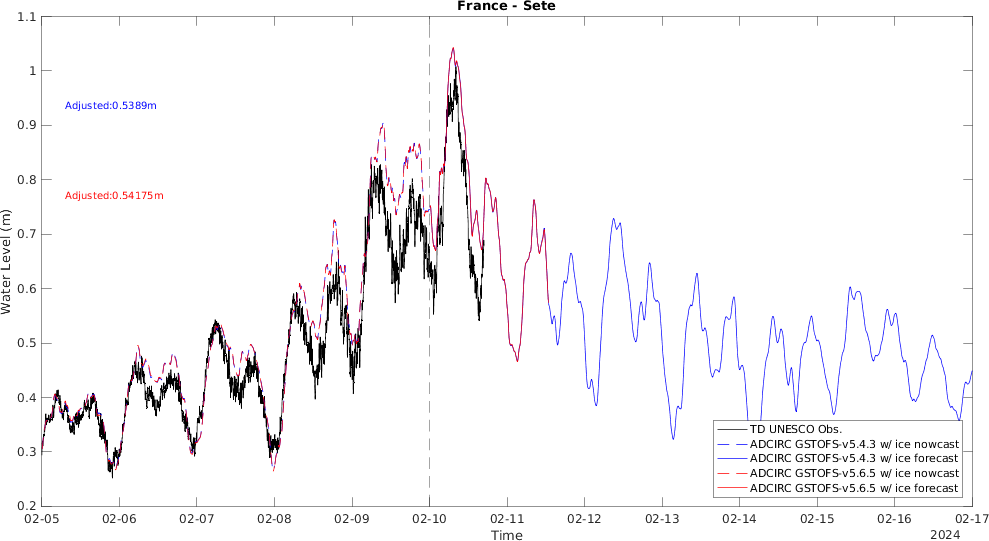 France - Sete
1.1
1
0.9
0.8
0.7
0.6
0.5
0.4
0.3
0.2
Water Level (m)
Adjusted:0.5389m
Adjusted:0.54175m
TD UNESCO Obs.
ADCIRC GSTOFS-v5.4.3 w/ ice nowcast
ADCIRC GSTOFS-v5.4.3 w/ ice forecast
ADCIRC GSTOFS-v5.6.5 w/ ice nowcast
ADCIRC GSTOFS-v5.6.5 w/ ice forecast
02-05 02-06 02-07 02-08 02-09 02-10 02-11 02-12 02-13 02-14 02-15 02-16 02-17
Time
2024